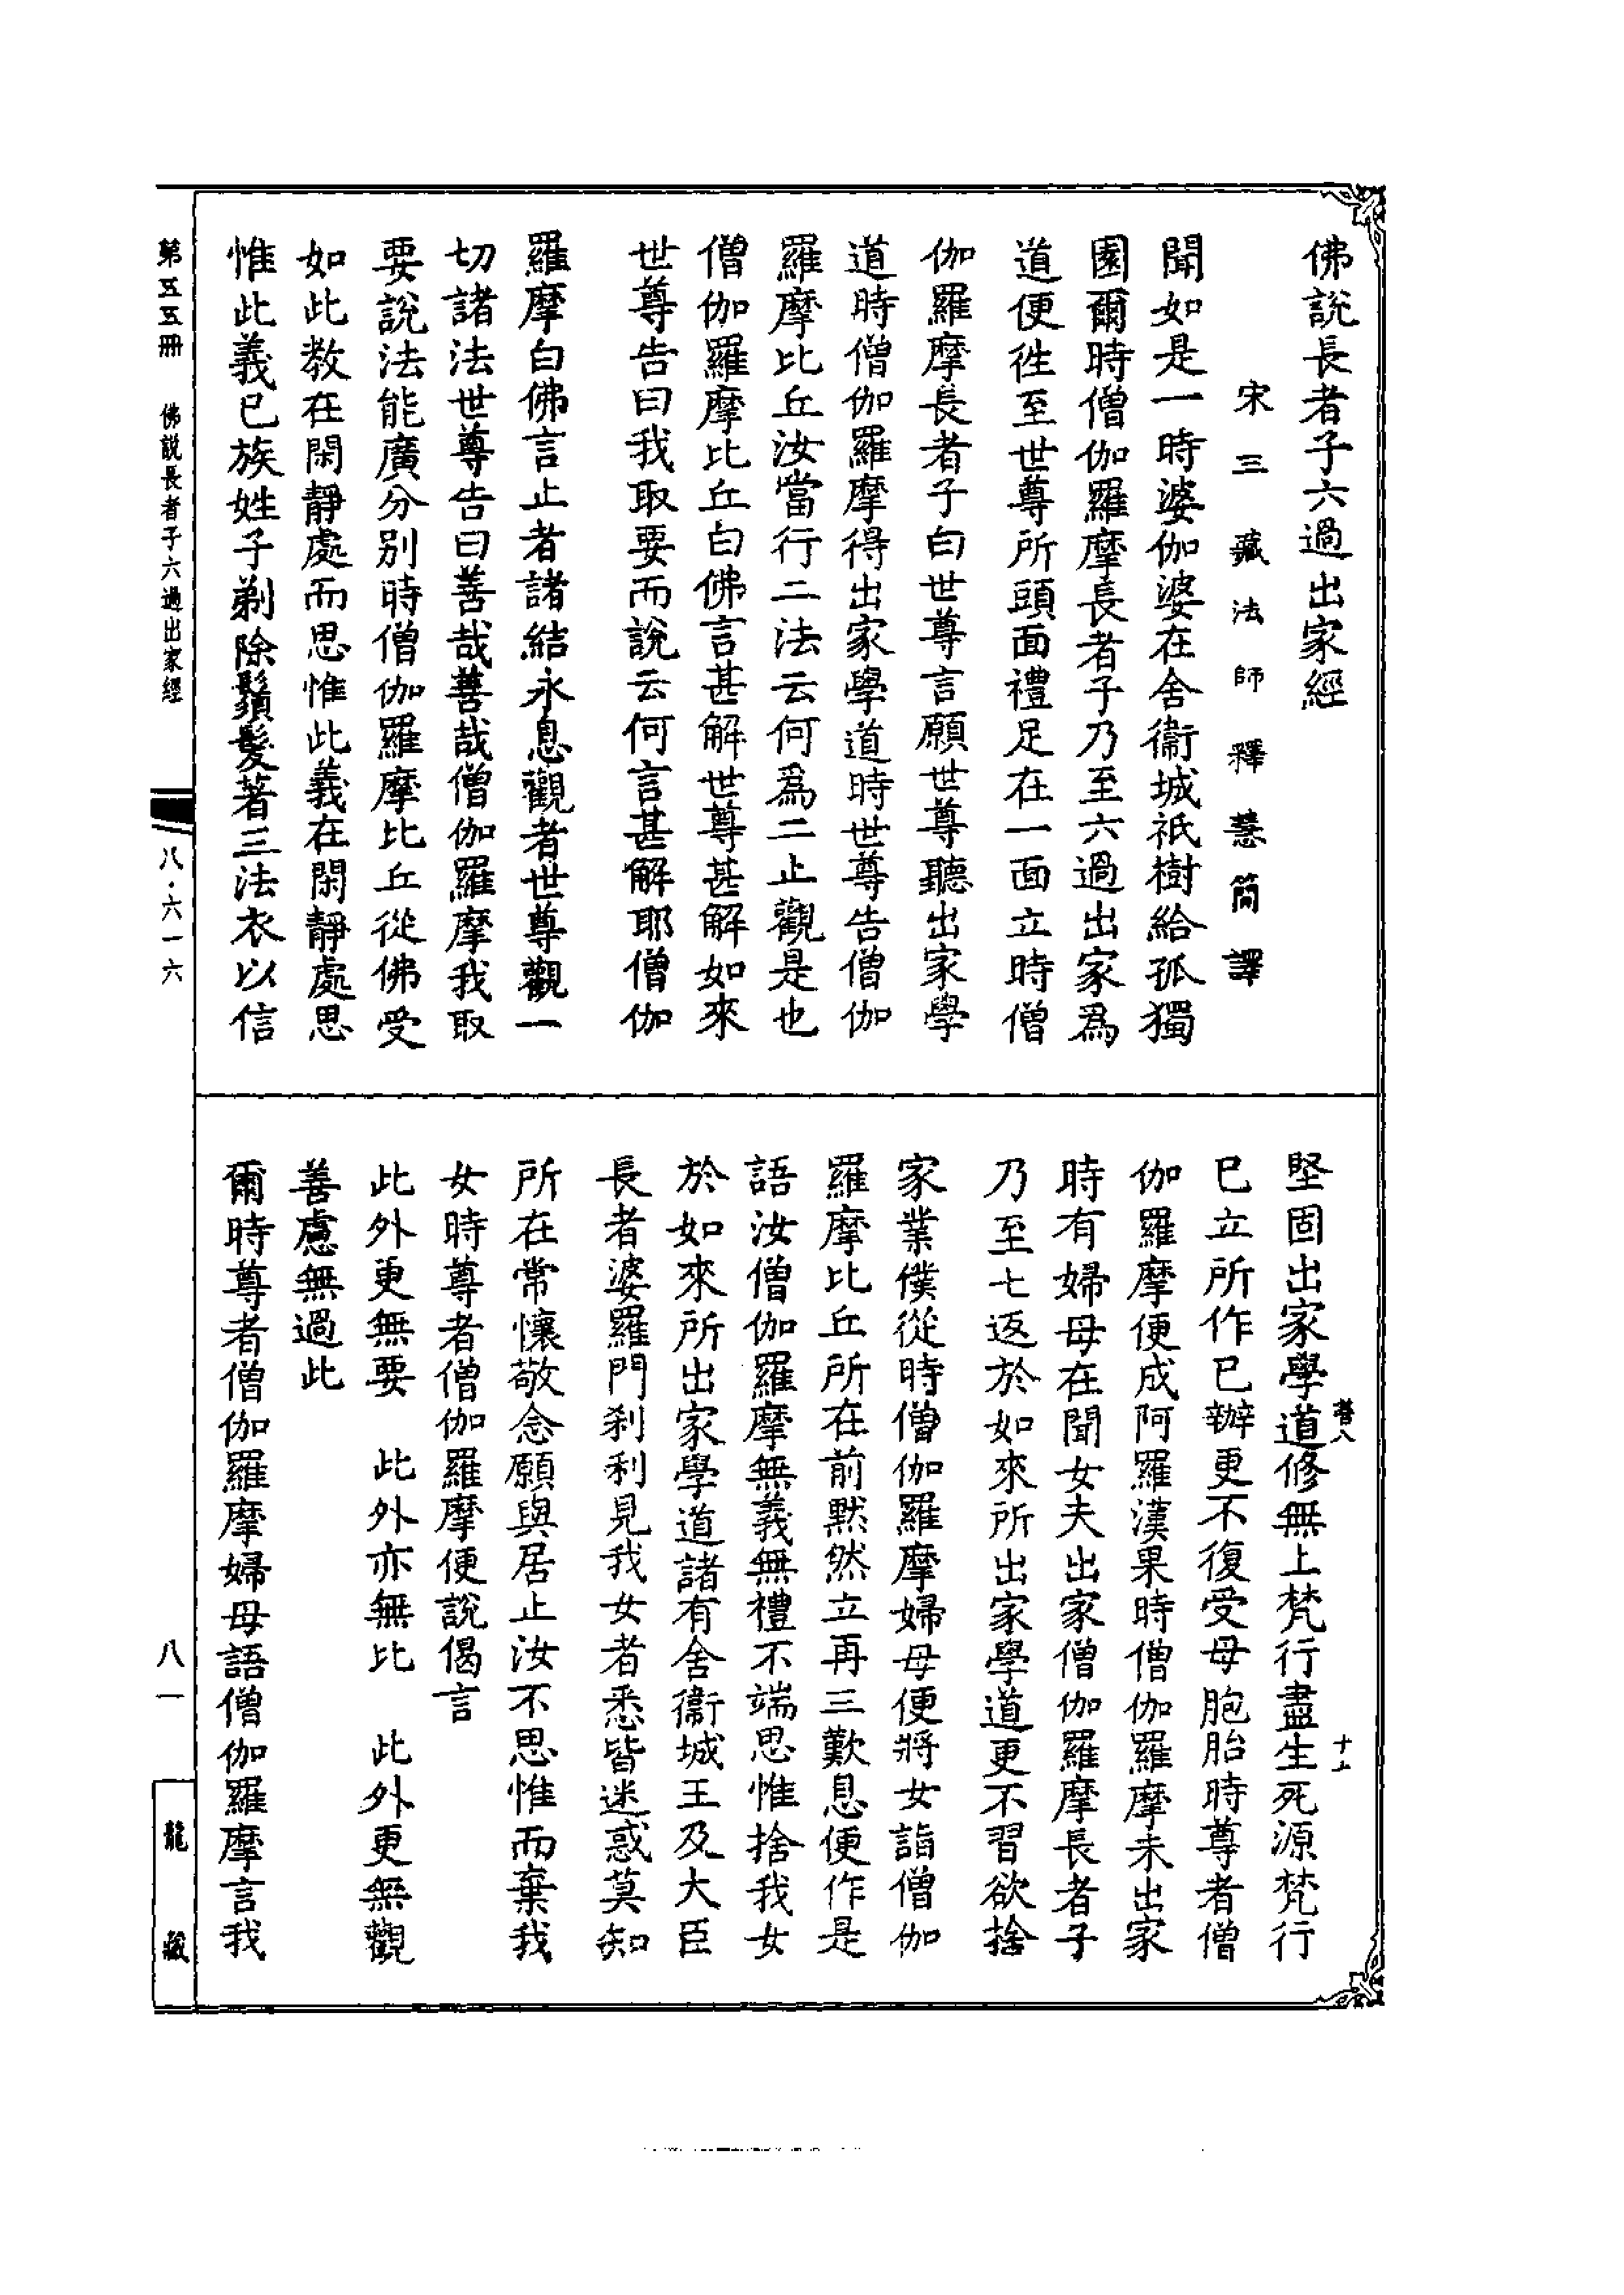 佛說長者子六過出家經
宋三藏法師釋慧簡譯
聞如是一時婆伽婆在舍衞城祇樹給孤獨
園爾時僧伽羅摩長者子乃至六過出家爲
道便徃至世尊所頭面禮足在一面立時僧
伽羅摩長者子白世尊言願世尊聽出家學
道時僧伽羅摩得出家學道時世尊告僧伽
羅摩比丘汝當行二法云何爲二止觀是也
僧伽羅摩比丘白佛言甚解世尊甚解如來
世尊告曰我取要而說云何言甚解耶僧伽
羅摩白佛言止者諸結永息觀者世尊觀一
切諸法世尊告曰善哉善哉僧伽羅摩我取
要說法能廣分別時僧伽羅摩比丘從佛受
如此教在閑靜處而思惟此義在閑靜處思
惟此義已族姓子剃除鬚髮著三法衣以信
堅固出家學道修無上梵行盡生死源梵行
已立所作已辦更不復受母胞胎時尊者僧
伽羅摩便成阿羅漢果時僧伽羅摩未出家
時有婦母在聞女夫出家僧伽羅摩長者子
乃至七返於如來所出家學道更不習欲捨
家業僕從時僧伽羅摩婦母便將女詣僧伽
羅摩比丘所在前默然立再三歎息便作是
語汝僧伽羅摩無義無禮不端思惟捨我女
於如來所出家學道諸有舍衞城王及大臣
長者婆羅門刹利見我女者悉皆迷惑莫知
所在常懷敬念願與居止汝不思惟而棄我
女時尊者僧伽羅摩便說偈言
此外更無要　此外亦無比　此外更無觀
善慮無過此
爾時尊者僧伽羅摩婦母語僧伽羅摩言我
第五五册　佛説長者子六過出家經
八·六一六
八一
龍藏